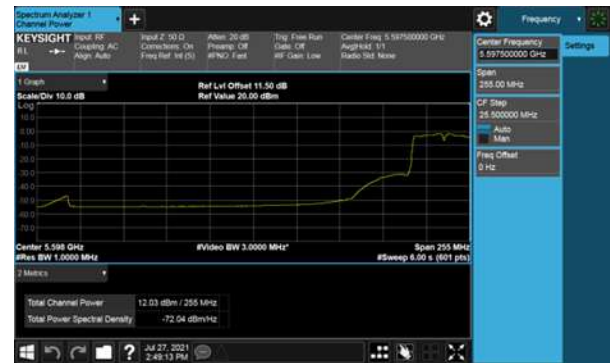 Spectrum Analyzer 1
Channel Power
Frequency
KEYSIGHT
Input: RF
Coupling: AC
Align: Auto
Input Z: 50 Ω
Corrections: On
Freq Ref: Int (S)
Atten: 20 dB
Preamp: Off
#PNO: Fast
Trig: Free Run
Gate: Off
#IF Gain: Low
Center Freq: 5.597500000 GHz
Avg|Hold: 1/1
Radio Std: None
Center Frequency
5.597500000 GHz
Settings
Span
255.00 MHz
CF Step
25.500000 MHz
Auto
Man
Freq Offset
0 Hz
1 Graph
Scale/Div 10.0 dB
Ref Lvl Offset 11.50 dB
Ref Value 20.00 dBm
Log
10.0
0.00
-10.0
-20.0
-30.0
-40.0
-50.0
-60.0
-70.0
Center 5.598 GHz
#Res BW 1.0000 MHz
#Video BW 3.0000 MHz*
Span 255 MHz
#Sweep 6.00 s (601 pts)
2 Metrics
Total Channel Power 12.03 dBm / 255 MHz
Total Power Spectral Density -72.04 dBm/Hz
?
Jul 27, 2021
2:49:13 PM